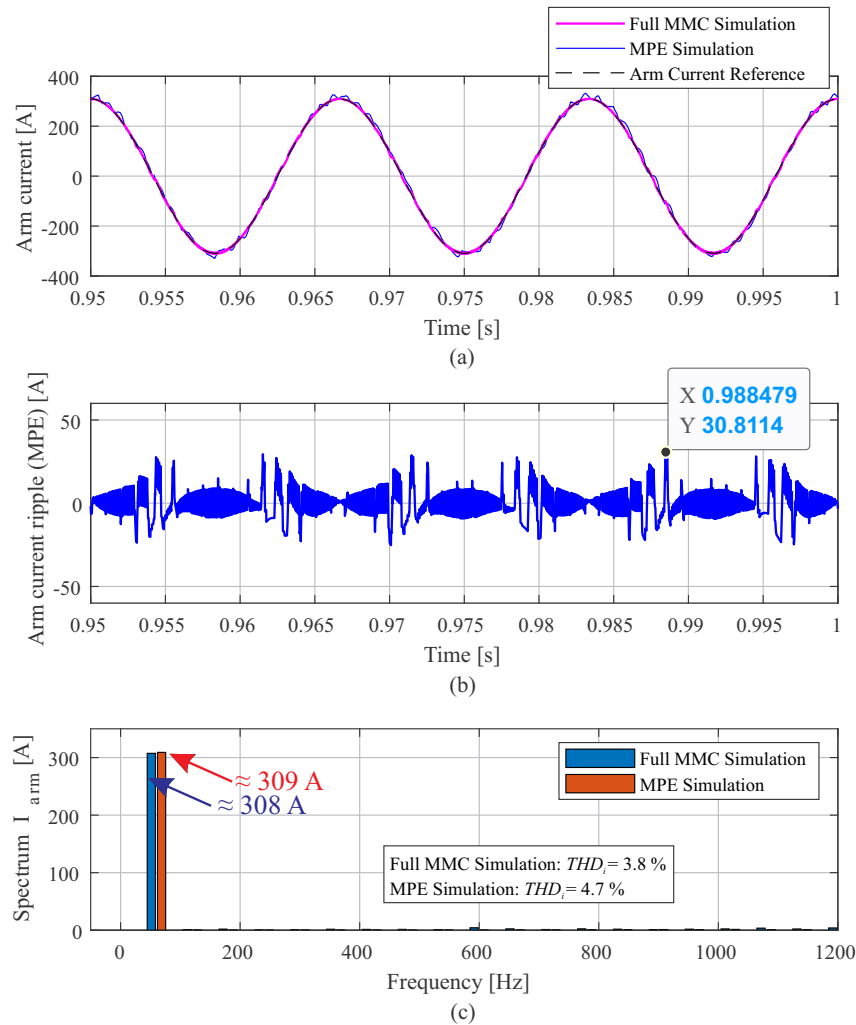 Full MMC Simulation
MPE Simulation
Arm Current Reference
Arm current [A]
400
200
0
-200
-400
0.95 0.955 0.96 0.965 0.97 0.975 0.98 0.985 0.99 0.995 1
Time [s]
(a)
X 0.988479
Y 30.8114
Arm current ripple (MPE) [A]
50
0
-50
0.95 0.955 0.96 0.965 0.97 0.975 0.98 0.985 0.99 0.995 1
Time [s]
(b)
Spectrum I arm [A]
300
200
100
0
≈ 309 A
≈ 308 A
Full MMC Simulation
MPE Simulation
Full MMC Simulation: THDi= 3.8 %
MPE Simulation: THDi= 4.7 %
0 200 400 600 800 1000 1200
Frequency [Hz]
(c)